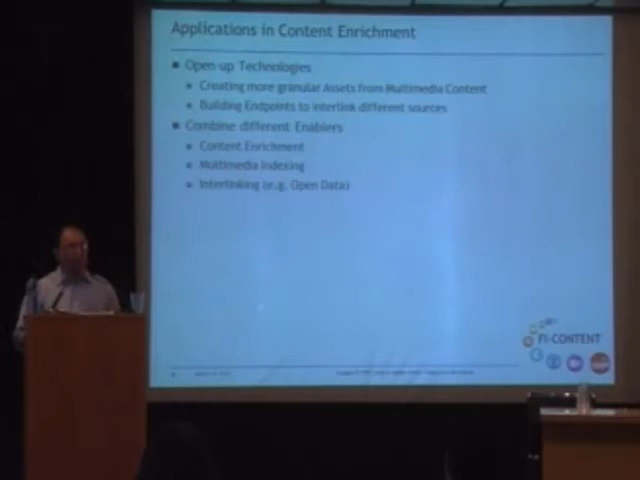 Applications in Content Enrichment
Open up Technologies
Creating more granular Assets from Multimedia Content
Building Endpoints to interlink different sources
Combine different Enablers
Content Enrichment
Multimedia Indexing
Interlinking (e.g. Open Data)
FI-CONTENT